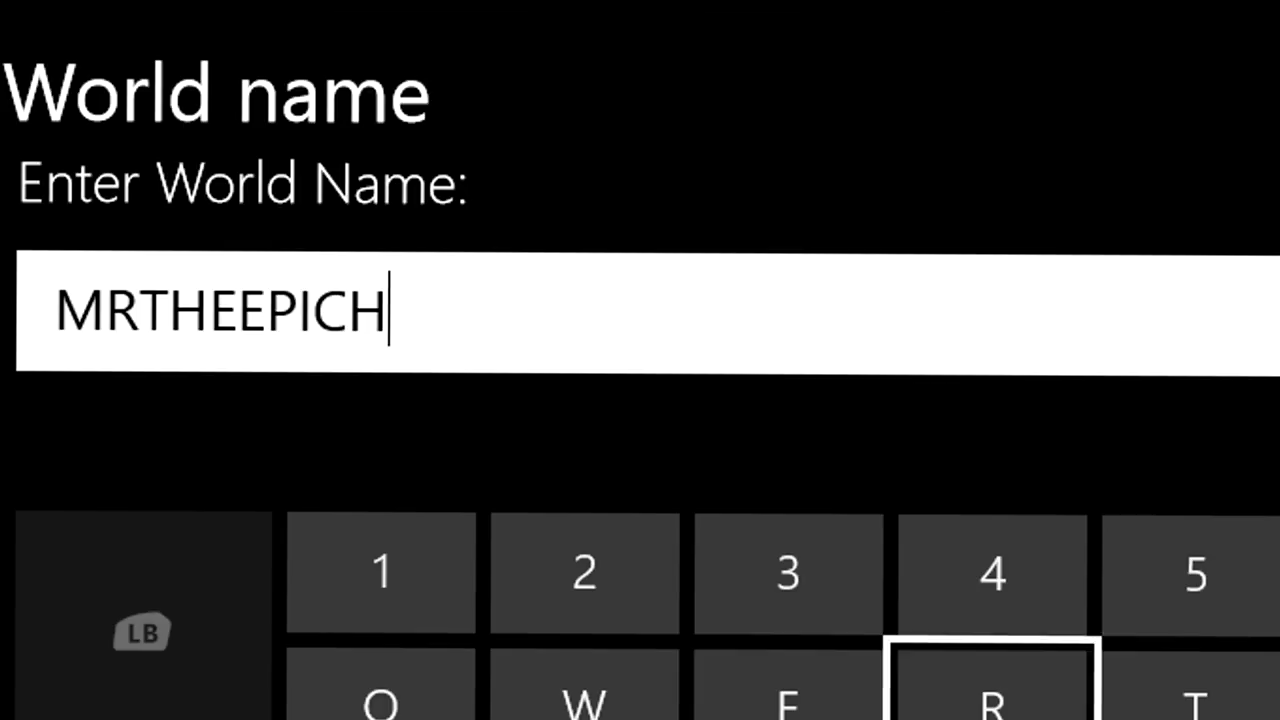 World name
Enter World Name:
MRTHEEPICH
1 2 3 4 5
LB
Q W E R T